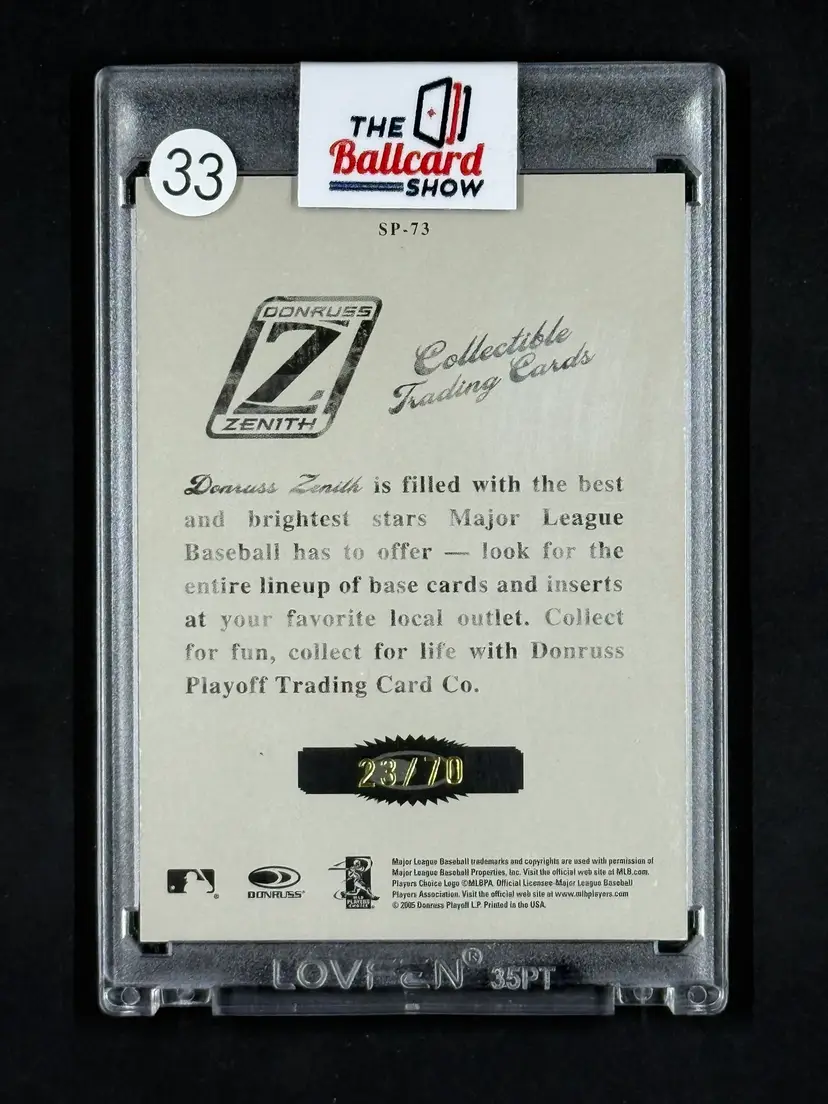 THE
Ballcard
SHOW
33
SP-73
DONRUSS
Z
ZENITH
Collectible
Trading Cards
Donruss Zenith is filled with the best
and brightest stars Major League
Baseball has to offer — look for the
entire lineup of base cards and inserts
at your favorite local outlet. Collect
for fun, collect for life with Donruss
Playoff Trading Card Co.
23/70
DONRUSS
PLAYERS
CHOICE
Major League Baseball trademarks and copyrights are used with permission of
Major League Baseball Properties, Inc. Visit the official web site at MLB.com.
Players Choice Logo ©MLBPA, Official Licensee-Major League Baseball
Players Association. Visit the official web site at www.mlbplayers.com
© 2005 Donruss Playoff L.P. Printed in the USA.
35PT